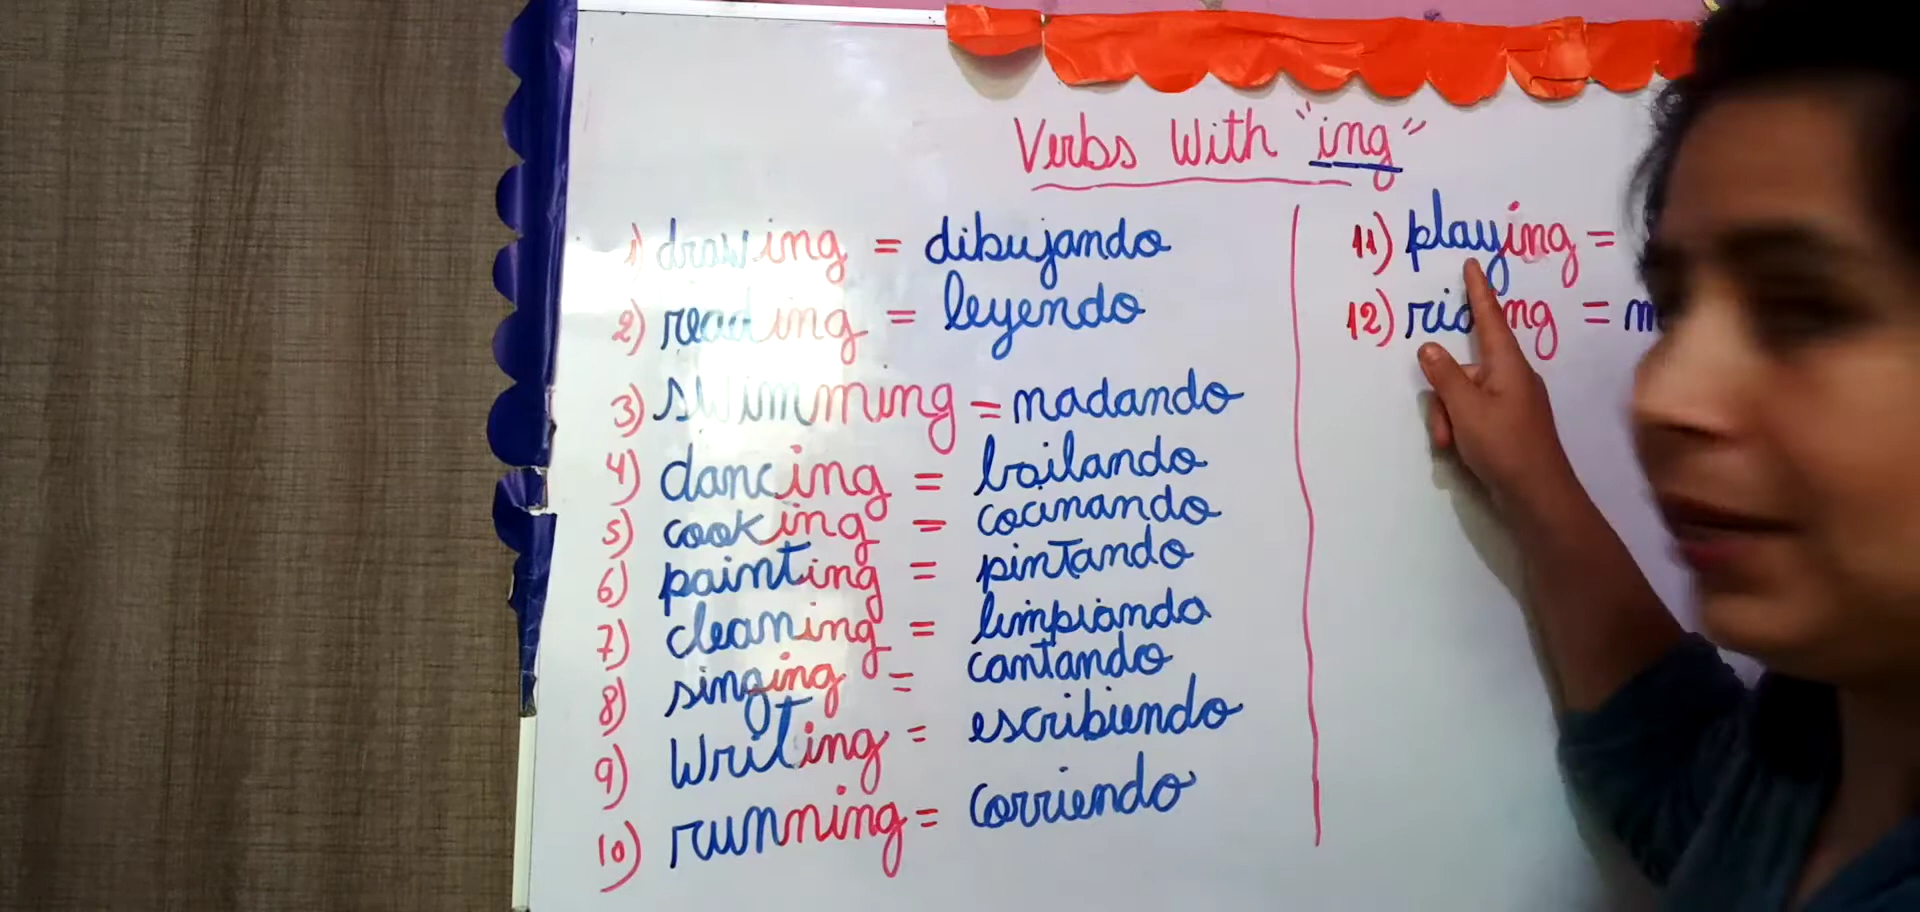 Verbs With "ing"
1) drawing = dibujando
2) reading = leyendo
3) swimming = nadando
4) dancing = bailando
5) cooking = cocinando
6) painting = pintando
7) cleaning = limpiando
8) singing = cantando
9) Writing = escribiendo
10) running = corriendo
11) playing =
12) riding = m